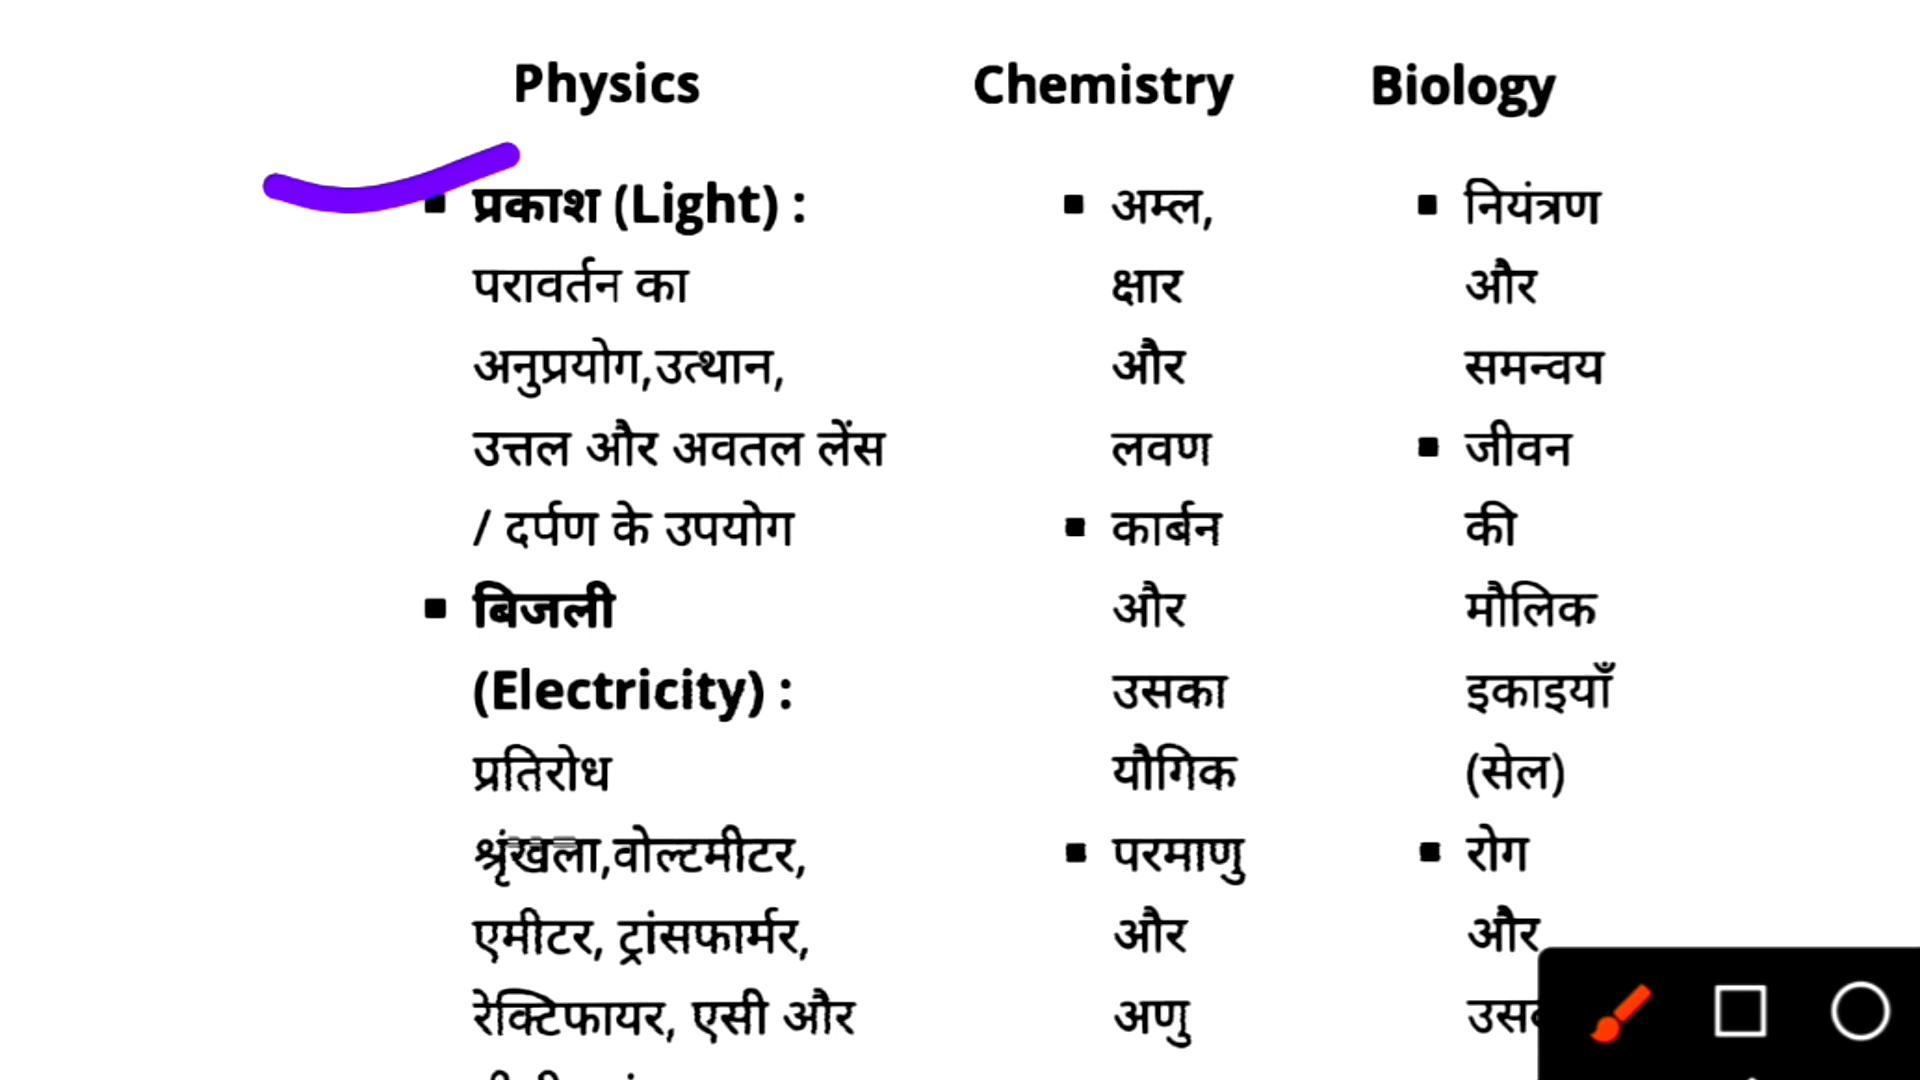 Physics
प्रकाश (Light) :
परावर्तन का
अनुप्रयोग,उत्थान,
उत्तल और अवतल लेंस
/ दर्पण के उपयोग
बिजली
(Electricity) :
प्रतिरोध
श्रृंखला,वोल्टमीटर,
एमीटर, ट्रांसफार्मर,
रेक्टिफायर, एसी और
Chemistry
अम्ल,
क्षार
और
लवण
कार्बन
और
उसका
यौगिक
परमाणु
और
अणु
Biology
नियंत्रण
और
समन्वय
जीवन
की
मौलिक
इकाइयाँ
(सेल)
रोग
और